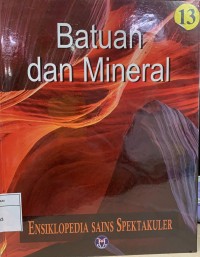 13
Batuan
dan Mineral
ENSIKLOPEDIA SAINS SPEKTAKULER